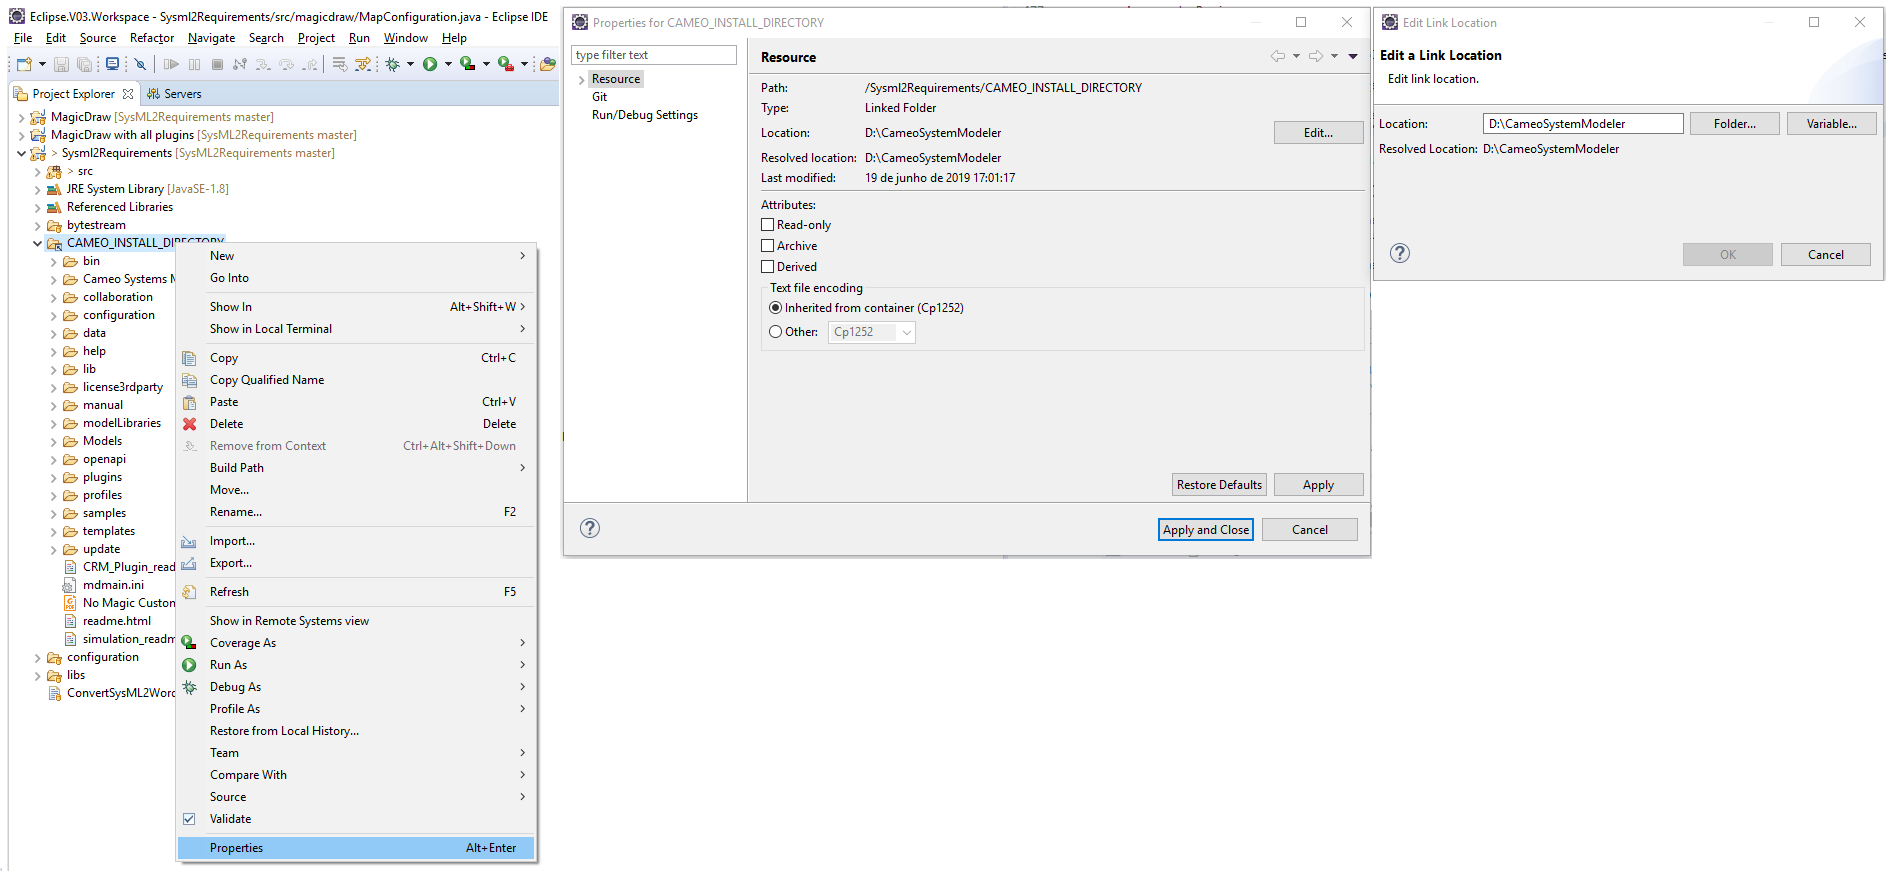 Eclipse.V03.Workspace - Sysml2Requirements/src/magicdraw/MapConfiguration.java - Eclipse IDE
File Edit Source Refactor Navigate Search Project Run Window Help
Project Explorer
Servers
MagicDraw [SysML2Requirements master]
MagicDraw with all plugins [SysML2Requirements master]
> Sysml2Requirements [SysML2Requirements master]
> src
JRE System Library [JavaSE-1.8]
Referenced Libraries
bytestream
CAMEO_INSTALL_DIRECTORY
bin
Cameo Systems M
collaboration
configuration
data
help
lib
license3rdparty
manual
modelLibraries
Models
openapi
plugins
profiles
samples
templates
update
CRM_Plugin_read
mdmain.ini
No Magic Custon
readme.html
simulation_readm
configuration
libs
ConvertSysML2Word
New
Go Into
Show In Alt+Shift+W >
Show in Local Terminal
Copy Ctrl+C
Copy Qualified Name
Paste Ctrl+V
Delete Delete
Remove from Context Ctrl+Alt+Shift+Down
Build Path
Move...
Rename... F2
Import...
Export...
Refresh F5
Show in Remote Systems view
Coverage As
Run As
Debug As
Profile As
Restore from Local History...
Team
Compare With
Source
Validate
Properties Alt+Enter
Properties for CAMEO_INSTALL_DIRECTORY
type filter text
Resource
Git
Run/Debug Settings
Resource
Path: /Sysml2Requirements/CAMEO_INSTALL_DIRECTORY
Type: Linked Folder
Location: D:\CameoSystemModeler
Edit...
Resolved location: D:\CameoSystemModeler
Last modified: 19 de junho de 2019 17:01:17
Attributes:
Read-only
Archive
Derived
Text file encoding
Inherited from container (Cp1252)
Other: Cp1252
Restore Defaults Apply
Apply and Close Cancel
Edit Link Location
Edit a Link Location
Edit link location.
Location: D:\CameoSystemModeler Folder... Variable...
Resolved Location: D:\CameoSystemModeler
OK Cancel